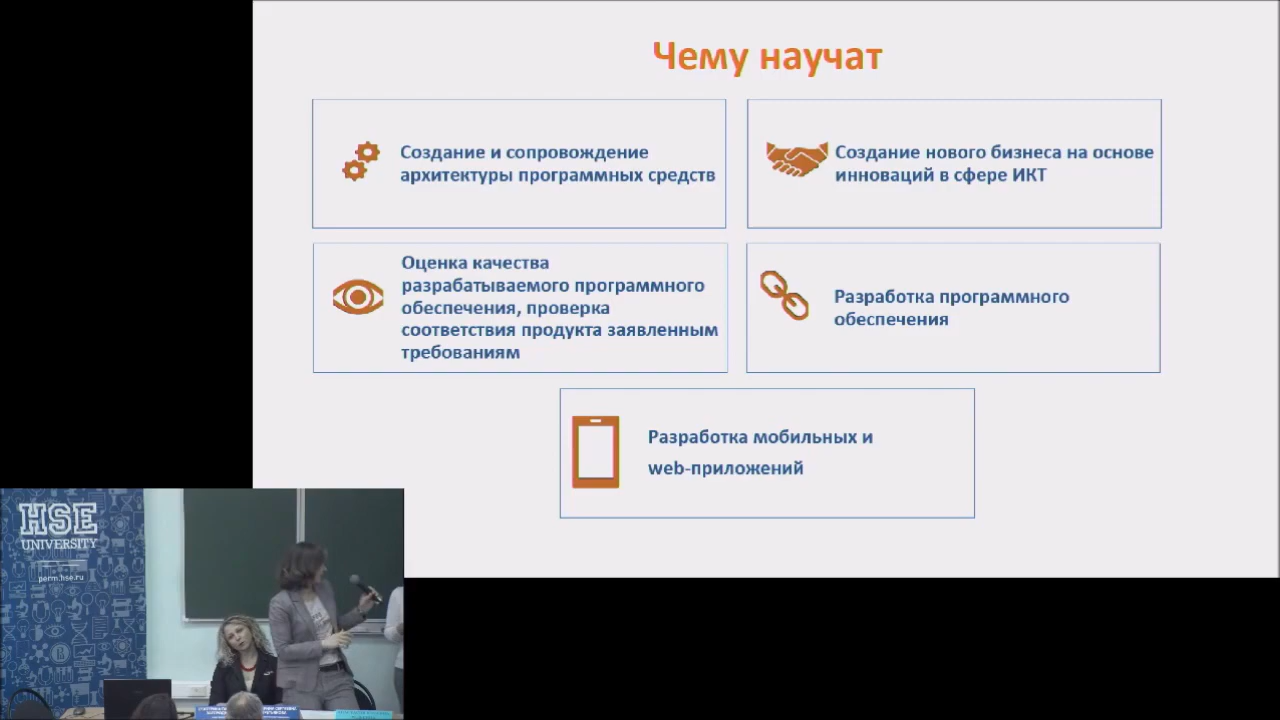 Чему научат
Создание и сопровождение
архитектуры программных средств
Создание нового бизнеса на основе
инноваций в сфере ИКТ
Оценка качества
разрабатываемого программного
обеспечения, проверка
соответствия продукта заявленным
требованиям
Разработка программного
обеспечения
Разработка мобильных и
web-приложений
HSE
UNIVERSITY
perm.hse.ru